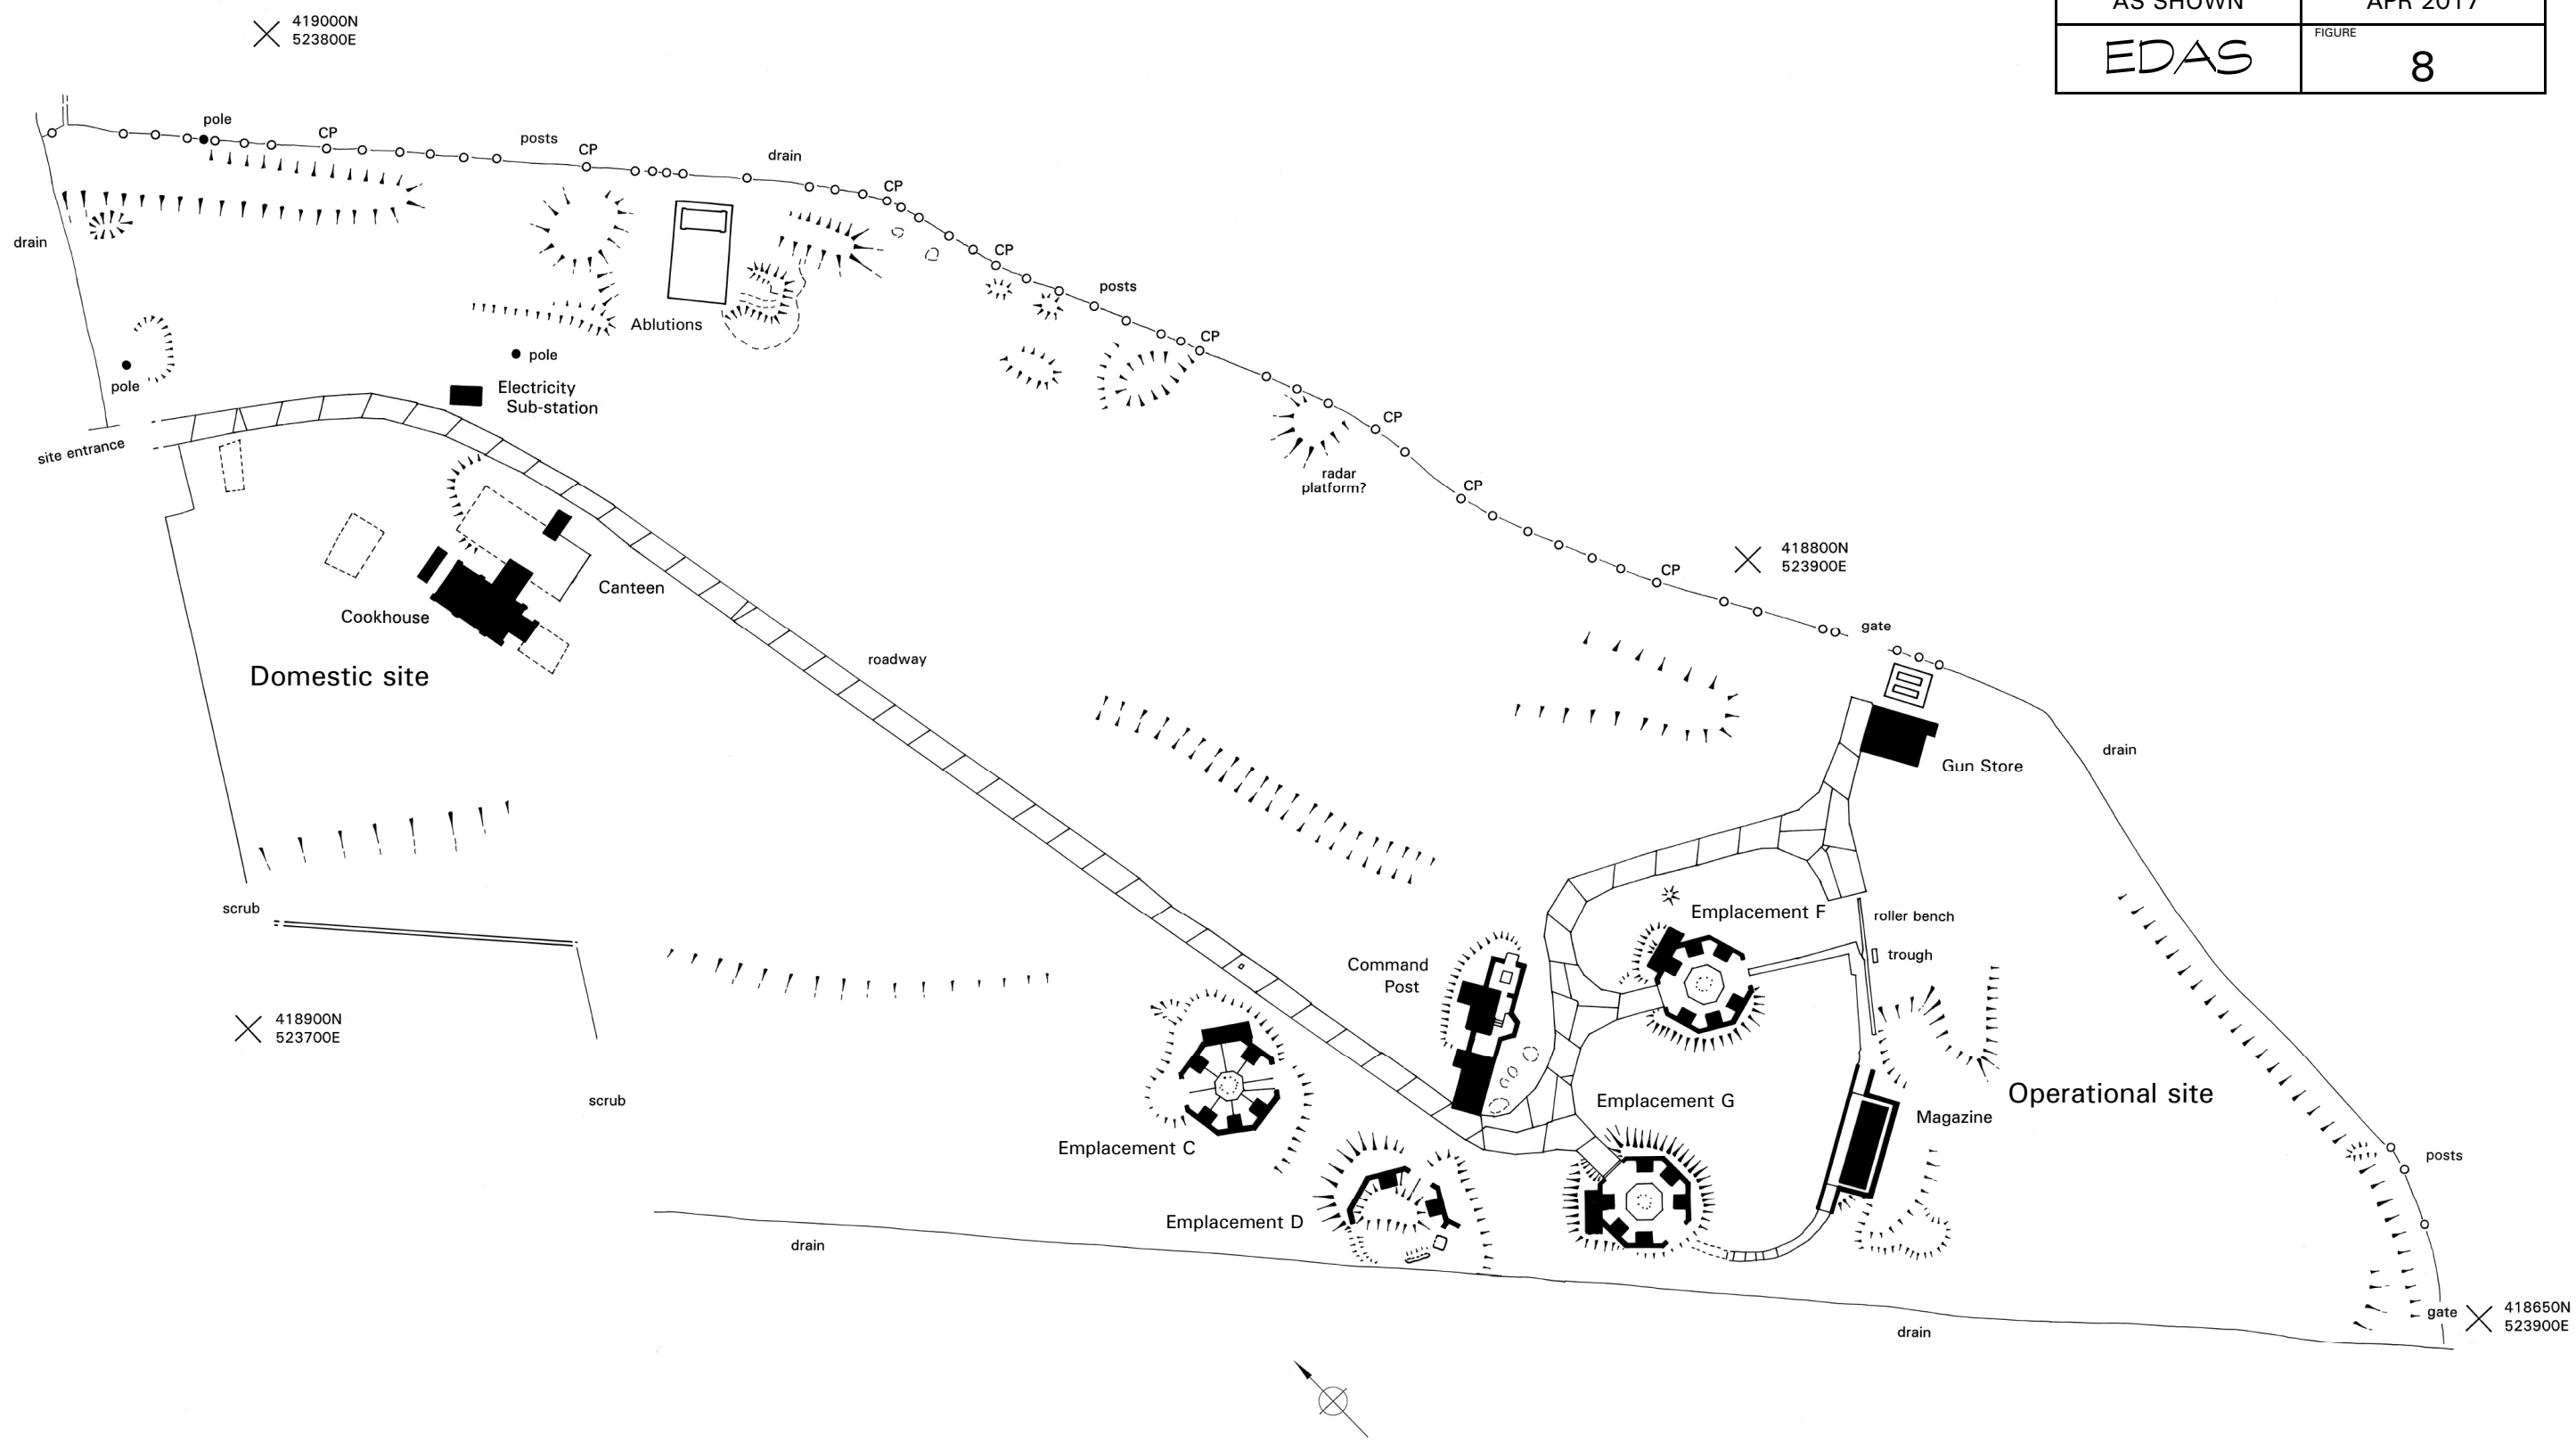 AS SHOWN
APR 2017
EDAS
FIGURE
8
419000N
523800E
pole
CP
posts
CP
drain
CP
drain
CP
posts
Ablutions
CP
pole
pole
Electricity
Sub-station
CP
site entrance
radar
platform?
CP
418800N
523900E
CP
Canteen
Cookhouse
gate
roadway
Domestic site
drain
Gun Store
scrub
Emplacement F
roller bench
trough
Command
Post
418900N
523700E
Operational site
scrub
Emplacement G
Magazine
Emplacement C
posts
Emplacement D
drain
gate
418650N
523900E
drain